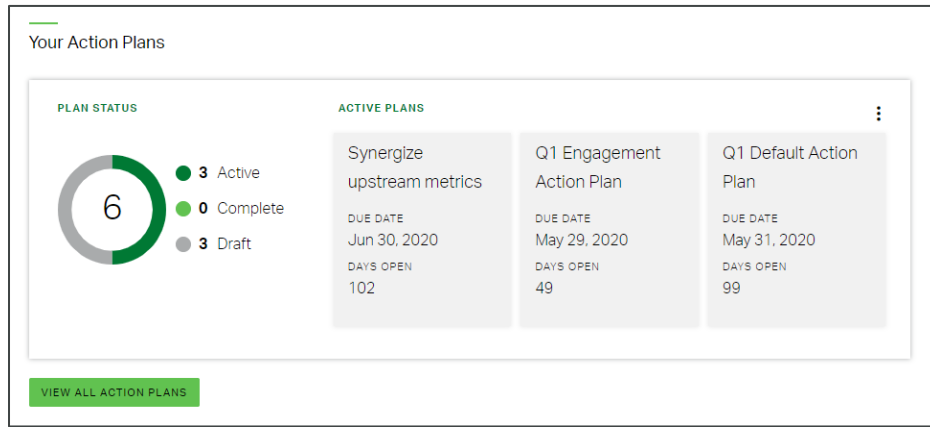 Your Action Plans
PLAN STATUS
6
3 Active
0 Complete
3 Draft
ACTIVE PLANS
Synergize
upstream metrics
DUE DATE
Jun 30, 2020
DAYS OPEN
102
Q1 Engagement
Action Plan
DUE DATE
May 29, 2020
DAYS OPEN
49
Q1 Default Action
Plan
DUE DATE
May 31, 2020
DAYS OPEN
99
VIEW ALL ACTION PLANS